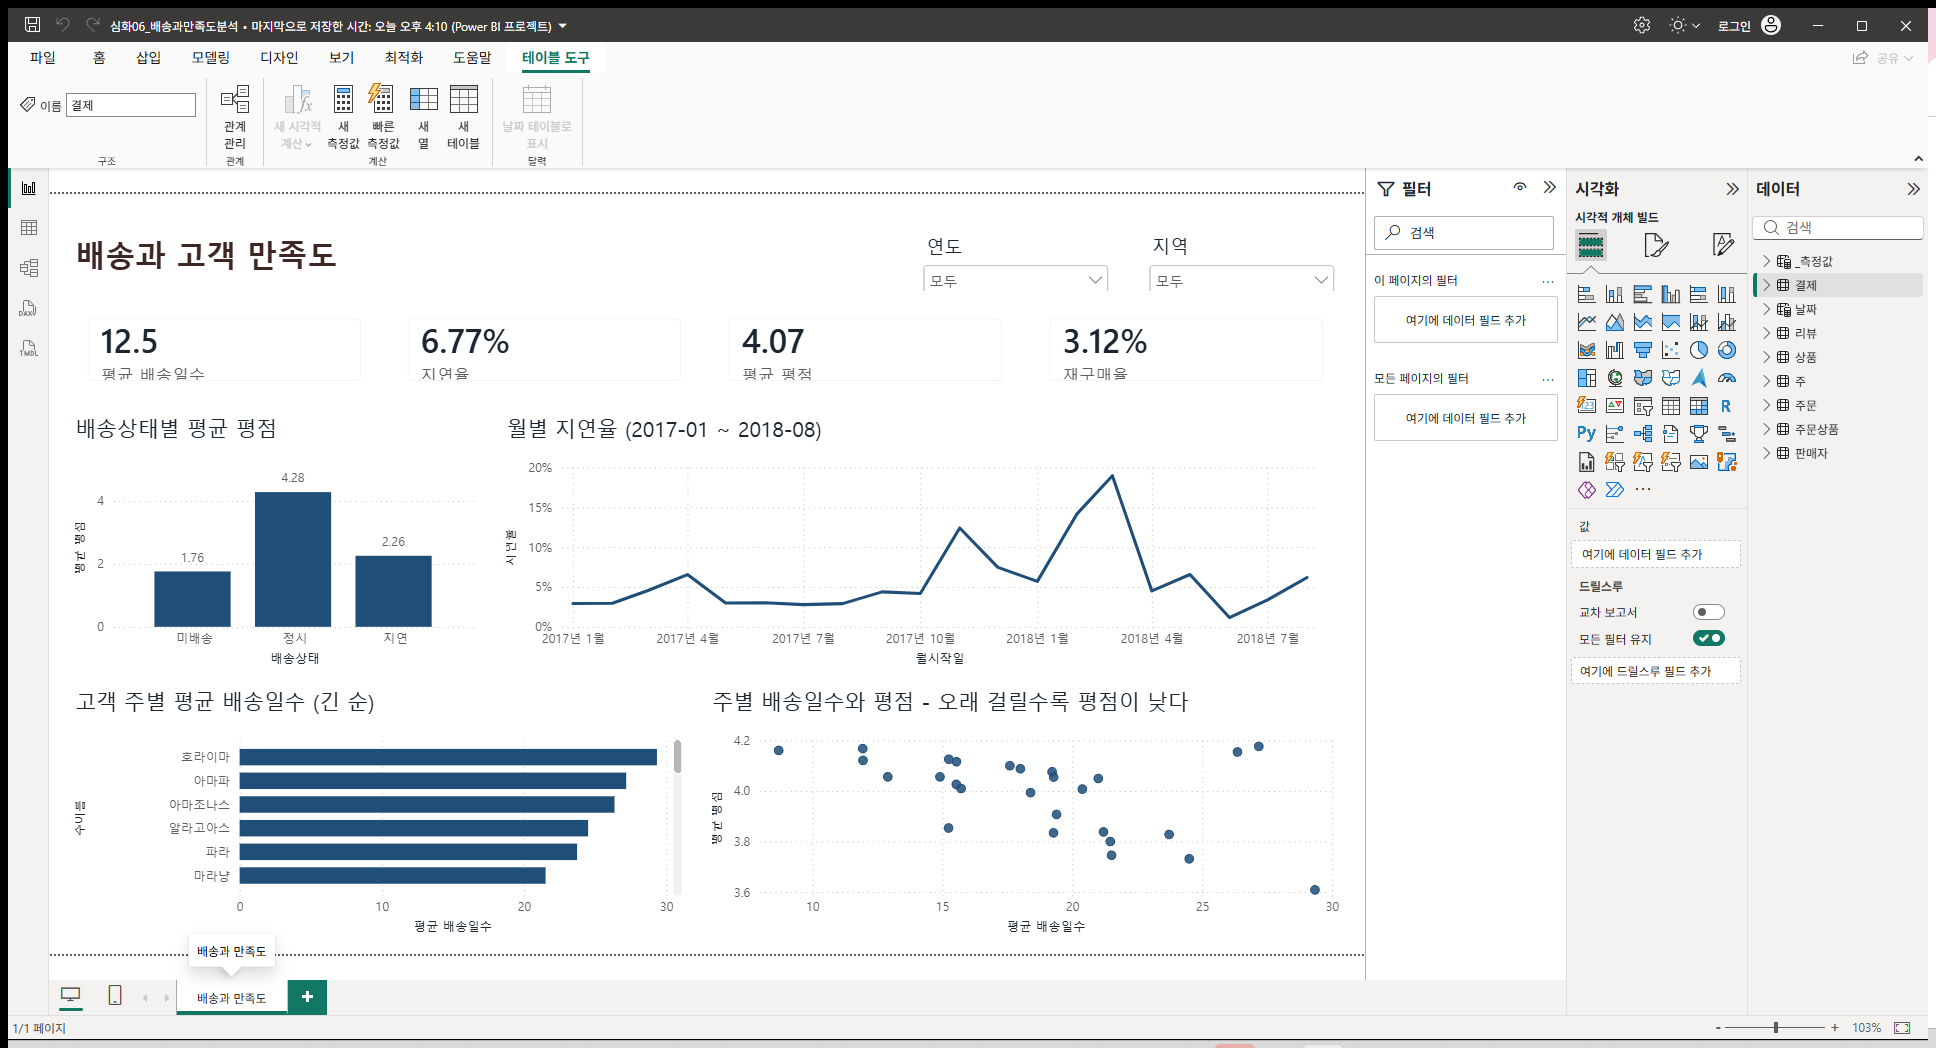 심화06_배송과만족도분석 • 마지막으로 저장한 시간: 오늘 오후 4:10 (Power BI 프로젝트)
로그인
파일 홈 삽입 모델링 디자인 보기 최적화 도움말 테이블 도구
공유
이름 결제
관계 관리
새 시각적 계산
새 측정값
빠른 측정값
새 열
새 테이블
날짜 테이블로 표시
구조 관계 계산 달력
배송과 고객 만족도
연도
모두
지역
모두
12.5
평균 배송일수
6.77%
지연율
4.07
평균 평점
3.12%
재구매율
배송상태별 평균 평점
평균 평점
4
2
0
1.76
4.28
2.26
미배송 정시 지연
배송상태
월별 지연율 (2017-01 ~ 2018-08)
지연율
20%
15%
10%
5%
0%
2017년 1월 2017년 4월 2017년 7월 2017년 10월 2018년 1월 2018년 4월 2018년 7월
월시작일
고객 주별 평균 배송일수 (긴 순)
주이름
호라이마
아마파
아마조나스
알라고아스
파라
마라냥
0 10 20 30
평균 배송일수
주별 배송일수와 평점 - 오래 걸릴수록 평점이 낮다
평균 평점
4.2
4.0
3.8
3.6
10 15 20 25 30
평균 배송일수
배송과 만족도
배송과 만족도
1/1 페이지
103%
필터
검색
이 페이지의 필터
여기에 데이터 필드 추가
모든 페이지의 필터
여기에 데이터 필드 추가
시각화
시각적 개체 빌드
123
R
Py
값
여기에 데이터 필드 추가
드릴스루
교차 보고서
모든 필터 유지
여기에 드릴스루 필드 추가
데이터
검색
_측정값
결제
날짜
리뷰
상품
주
주문
주문상품
판매자
DAX
TMDL